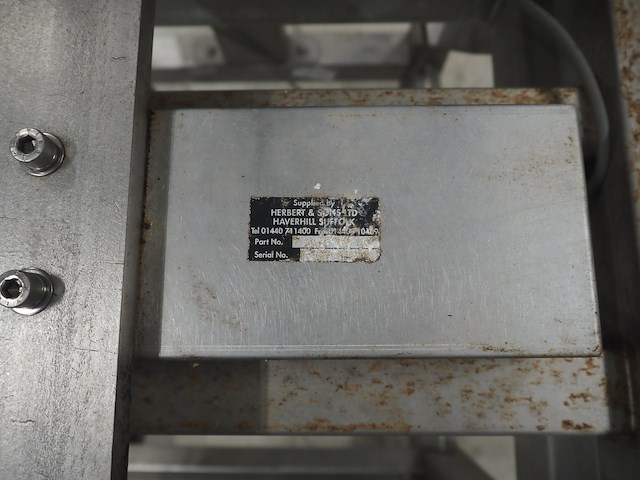 Supplied by
HERBERT & SONS LTD
HAVERHILL SUFFOLK
Tel 01440 711400
Part No.
Serial No.